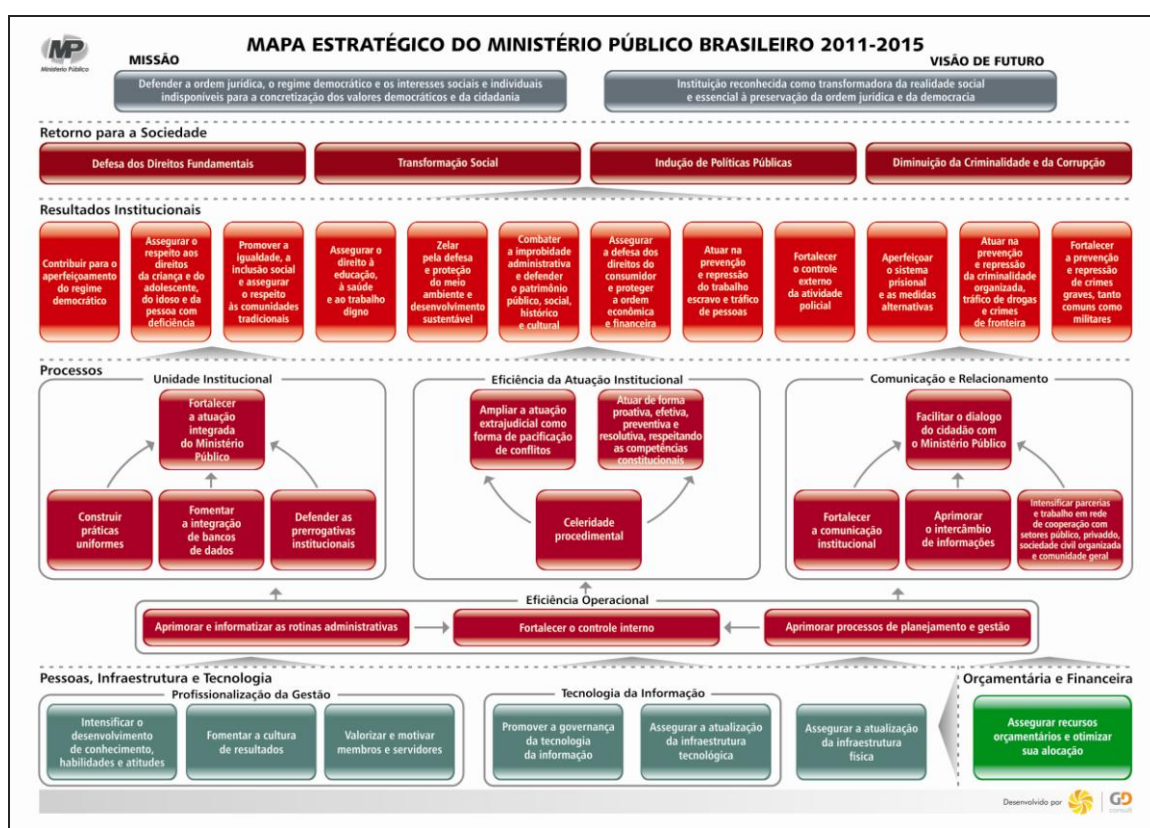 MP
Ministério Público
MAPA ESTRATÉGICO DO MINISTÉRIO PÚBLICO BRASILEIRO 2011-2015
MISSÃO
Defender a ordem jurídica, o regime democrático e os interesses sociais e individuais
indisponíveis para a concretização dos valores democráticos e da cidadania
VISÃO DE FUTURO
Instituição reconhecida como transformadora da realidade social
e essencial à preservação da ordem jurídica e da democracia
Retorno para a Sociedade
Defesa dos Direitos Fundamentais
Transformação Social
Indução de Políticas Públicas
Diminuição da Criminalidade e da Corrupção
Resultados Institucionais
Contribuir para o
aperfeiçoamento
do regime
democrático
Assegurar o
respeito aos
direitos
da criança e do
adolescente,
do idoso e da
pessoa com
deficiência
Promover a
igualdade, a
inclusão social
e assegurar
o respeito
às comunidades
tradicionais
Assegurar o
direito à
educação,
à saúde
e ao trabalho
digno
Zelar
pela defesa
e proteção
do meio
ambiente e
desenvolvimento
sustentável
Combater
a improbidade
administrativa
e defender
o patrimônio
público, social,
histórico
e cultural
Assegurar
a defesa dos
direitos do
consumidor
e proteger
a ordem
econômica
e financeira
Atuar na
prevenção
e repressão
do trabalho
escravo e tráfico
de pessoas
Fortalecer
o controle
externo
da atividade
policial
Aperfeiçoar
o sistema
prisional
e as medidas
alternativas
Atuar na
prevenção
e repressão
da criminalidade
organizada,
tráfico de drogas
e crimes
de fronteira
Fortalecer
a prevenção
e repressão
de crimes
graves, tanto
comuns como
militares
Processos
Unidade Institucional
Fortalecer
a atuação
integrada
do Ministério
Público
Construir
práticas
uniformes
Fomentar
a integração
de bancos
de dados
Defender as
prerrogativas
institucionais
Eficiência da Atuação Institucional
Ampliar a atuação
extrajudicial como
forma de pacificação
de conflitos
Atuar de forma
proativa, efetiva,
preventiva e
resolutiva, respeitando
as competências
constitucionais
Celeridade
procedimental
Comunicação e Relacionamento
Facilitar o dialogo
do cidadão com
o Ministério Público
Fortalecer
a comunicação
institucional
Aprimorar
o intercâmbio
de informações
Intensificar parcerias
e trabalho em rede
de cooperação com
setores público, privaddo,
sociedade civil organizada
e comunidade geral
Eficiência Operacional
Aprimorar e informatizar as rotinas administrativas
Fortalecer o controle interno
Aprimorar processos de planejamento e gestão
Pessoas, Infraestrutura e Tecnologia
Profissionalização da Gestão
Intensificar o
desenvolvimento
de conhecimento,
habilidades e atitudes
Fomentar a cultura
de resultados
Valorizar e motivar
membros e servidores
Tecnologia da Informação
Promover a governança
da tecnologia
da informação
Assegurar a atualização
da infraestrutura
tecnológica
Assegurar a atualização
da infraestrutura
física
Orçamentária e Financeira
Assegurar recursos
orçamentários e otimizar
sua alocação
Desenvolvido por
GD
consult